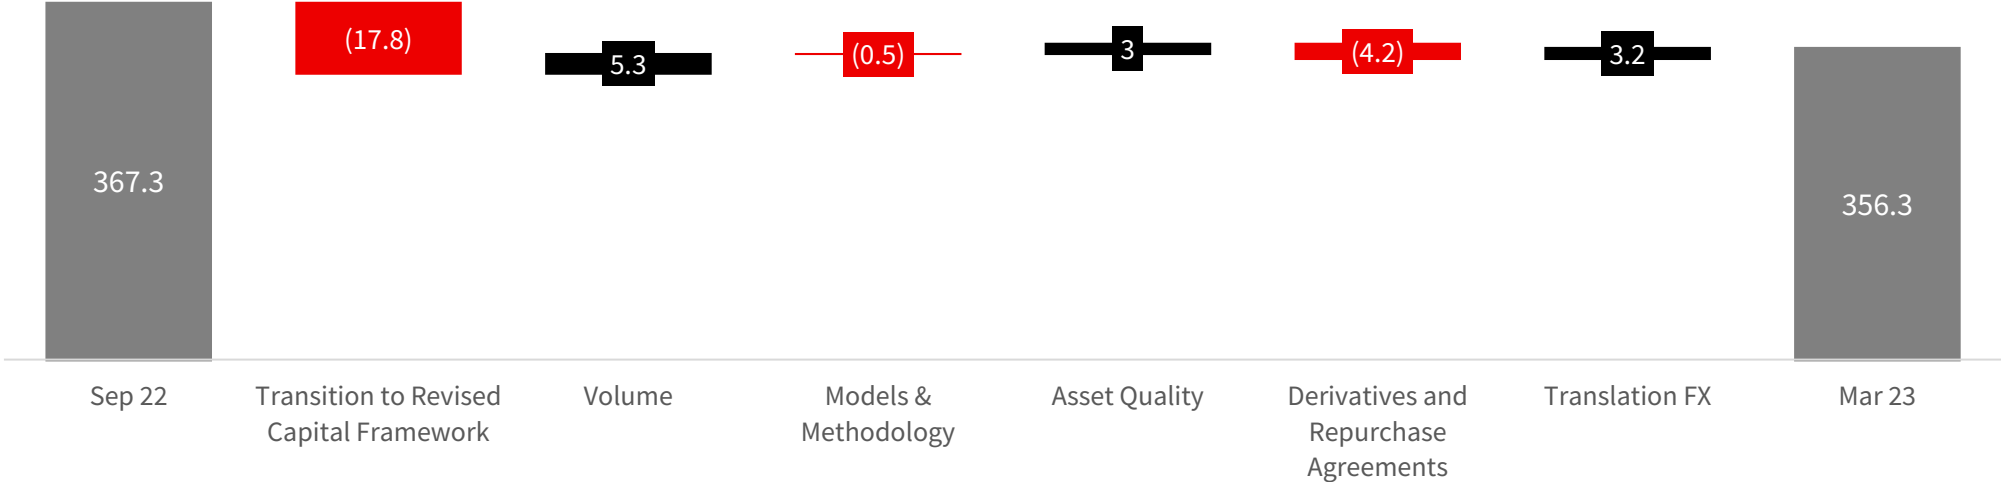 367.3
(17.8)
5.3
(0.5)
3
(4.2)
3.2
356.3
Sep 22
Transition to Revised
Capital Framework
Volume
Models &
Methodology
Asset Quality
Derivatives and
Repurchase
Agreements
Translation FX
Mar 23